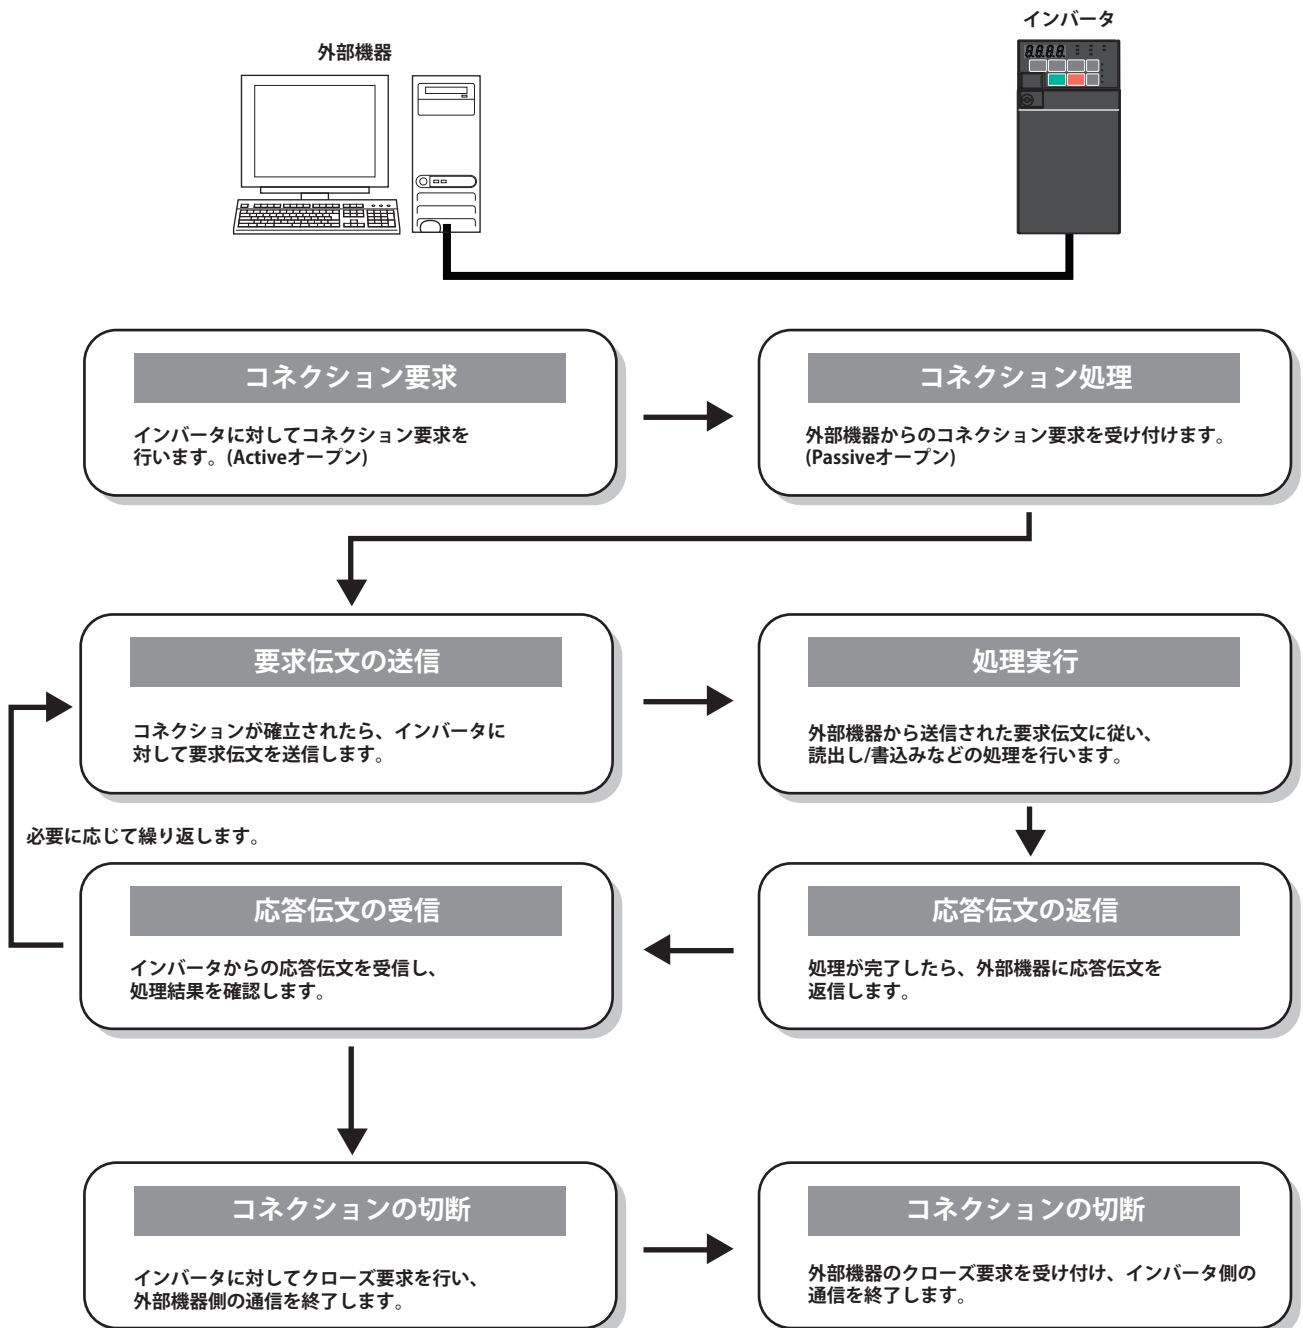 インバータ
外部機器
8.8.8.8.
コネクション要求
インバータに対してコネクション要求を
行います。(Activeオープン)
コネクション処理
外部機器からのコネクション要求を受け付けます。
(Passiveオープン)
要求伝文の送信
コネクションが確立されたら、インバータに
対して要求伝文を送信します。
処理実行
外部機器から送信された要求伝文に従い、
読出し/書込みなどの処理を行います。
必要に応じて繰り返します。
応答伝文の受信
インバータからの応答伝文を受信し、
処理結果を確認します。
応答伝文の返信
処理が完了したら、外部機器に応答伝文を
返信します。
コネクションの切断
インバータに対してクローズ要求を行い、
外部機器側の通信を終了します。
コネクションの切断
外部機器のクローズ要求を受け付け、インバータ側の
通信を終了します。